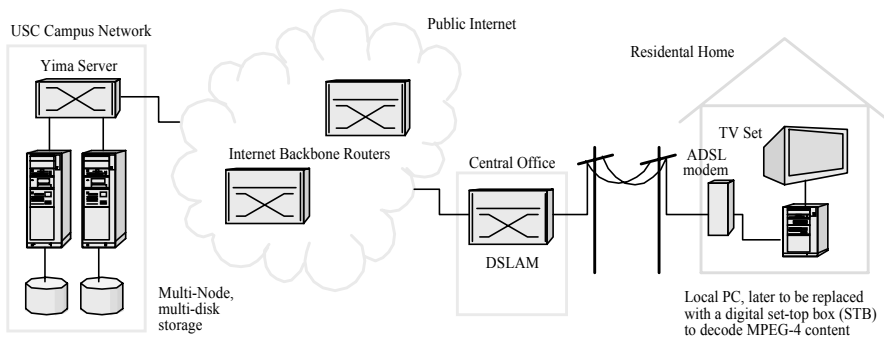 Public Internet
USC Campus Network
Yima Server
Residental Home
TV Set
Internet Backbone Routers
Central Office
ADSL
modem
DSLAM
Multi-Node,
multi-disk
storage
Local PC, later to be replaced
with a digital set-top box (STB)
to decode MPEG-4 content